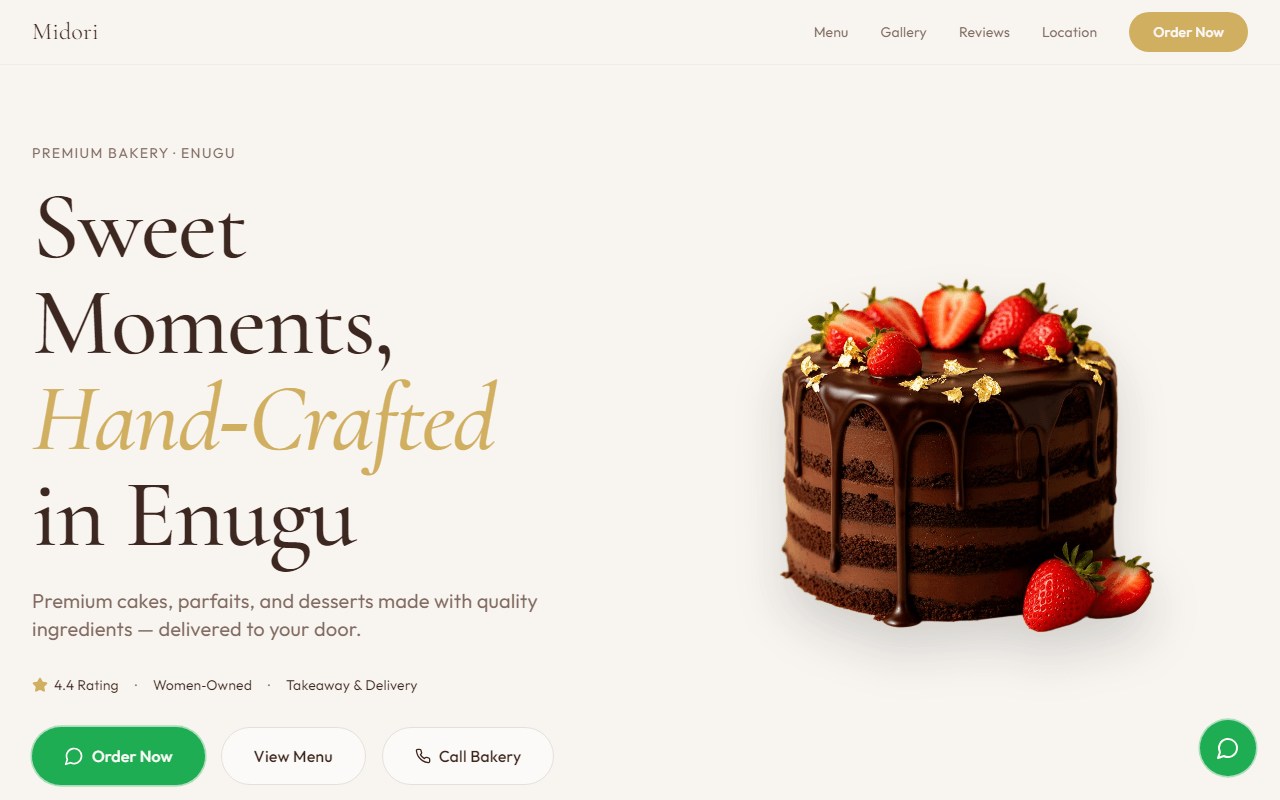 Midori
Menu
Gallery
Reviews
Location
Order Now
PREMIUM BAKERY · ENUGU
Sweet
Moments,
Hand-Crafted
in Enugu
Premium cakes, parfaits, and desserts made with quality
ingredients — delivered to your door.
4.4 Rating · Women-Owned · Takeaway & Delivery
Order Now
View Menu
Call Bakery